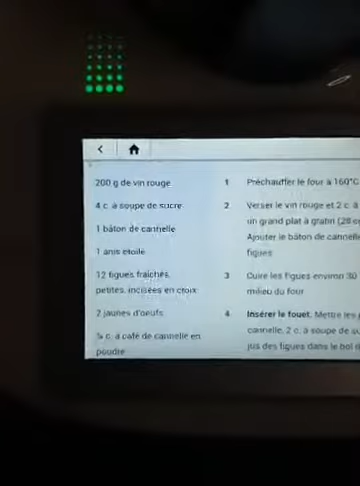 200 g de vin rouge
4 c. à soupe de sucre
1 bâton de cannelle
1 anis étoilé
12 figues fraîches,
petites, incisées en croix
2 jaunes d'oeufs
½ c. à café de cannelle en
poudre
1 Préchauffer le four à 160°C
2 Verser le vin rouge et 2 c. à
un grand plat à gratin (28
Ajouter le bâton de cannelle
figues
3 Cuire les figues environ 30
milieu du four
4 Insérer le fouet. Mettre les
cannelle, 2 c. à soupe de
jus des figues dans le bol